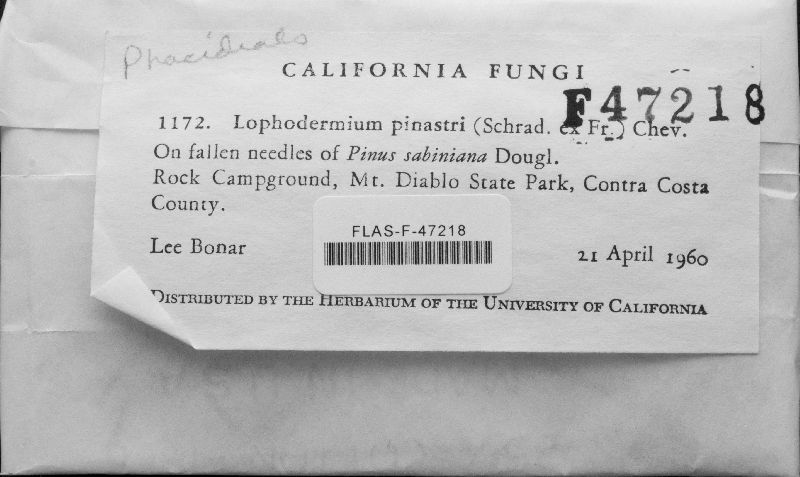 Phacidiales
CALIFORNIA FUNGI
F47218
1172. Lophodermium pinastri (Schrad. ex Fr.) Chev.
On fallen needles of Pinus sabiniana Dougl.
Rock Campground, Mt. Diablo State Park, Contra Costa
County.
FLAS-F-47218
Lee Bonar
21 April 1960
DISTRIBUTED BY THE HERBARIUM OF THE UNIVERSITY OF CALIFORNIA